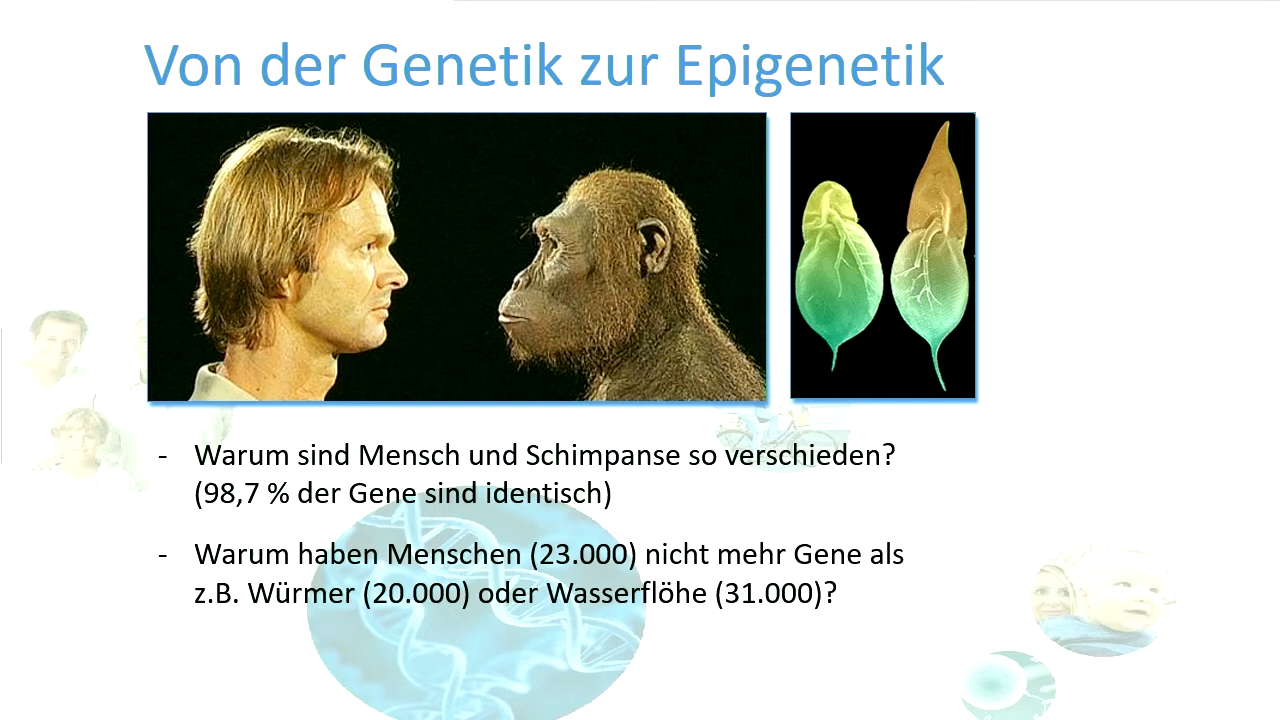 Von der Genetik zur Epigenetik
- Warum sind Mensch und Schimpanse so verschieden?
(98,7 % der Gene sind identisch)
- Warum haben Menschen (23.000) nicht mehr Gene als
z.B. Würmer (20.000) oder Wasserflöhe (31.000)?